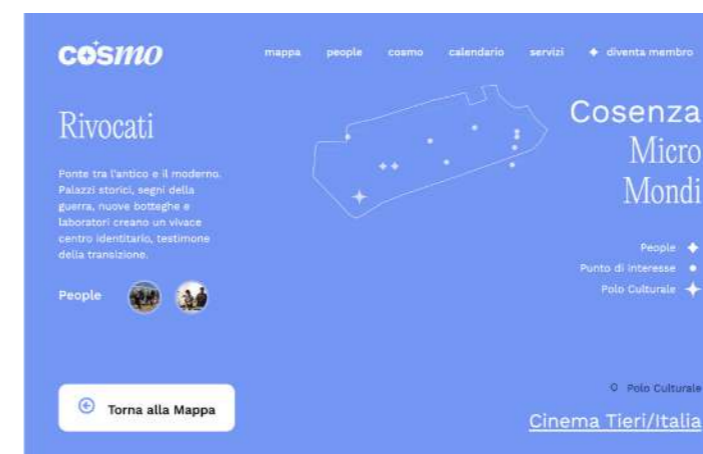 cosmo
mappa people cosmo calendario servizi diventa membro
Rivocati
Ponte tra l'antico e il moderno.
Palazzi storici, segni della
guerra, nuove botteghe e
laboratori creano un vivace
centro identitario, testimone
della transizione.
People
Cosenza
Micro
Mondi
People
Punto di interesse
Polo Culturale
Torna alla Mappa
Polo Culturale
Cinema Tieri/Italia